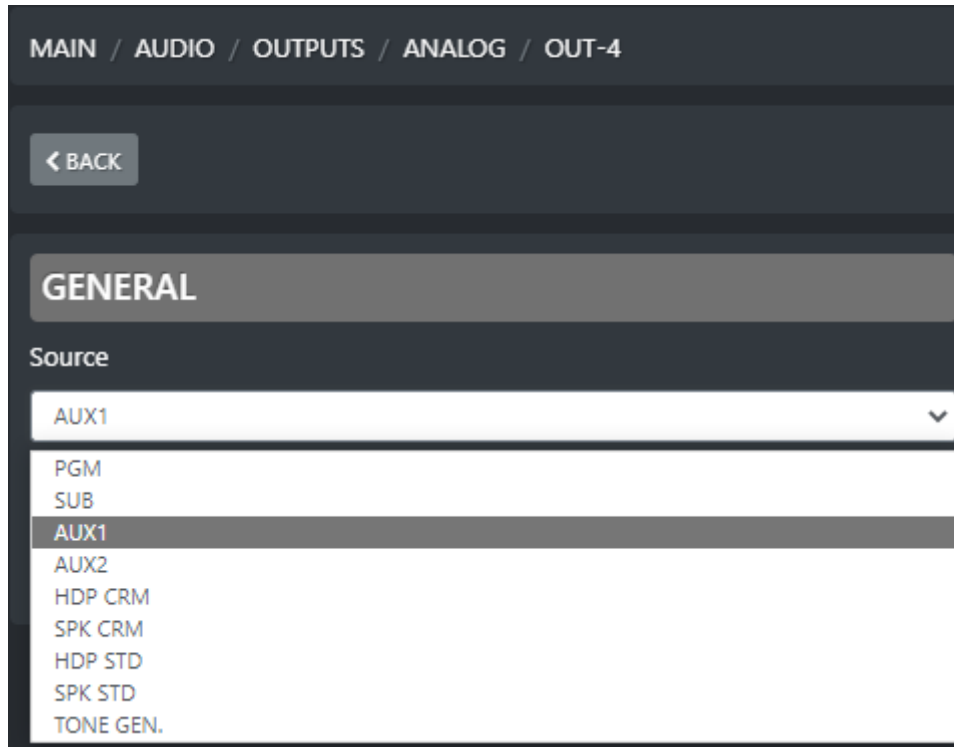 MAIN / AUDIO / OUTPUTS / ANALOG / OUT-4
BACK
GENERAL
Source
AUX1
PGM
SUB
AUX1
AUX2
HDP CRM
SPK CRM
HDP STD
SPK STD
TONE GEN.